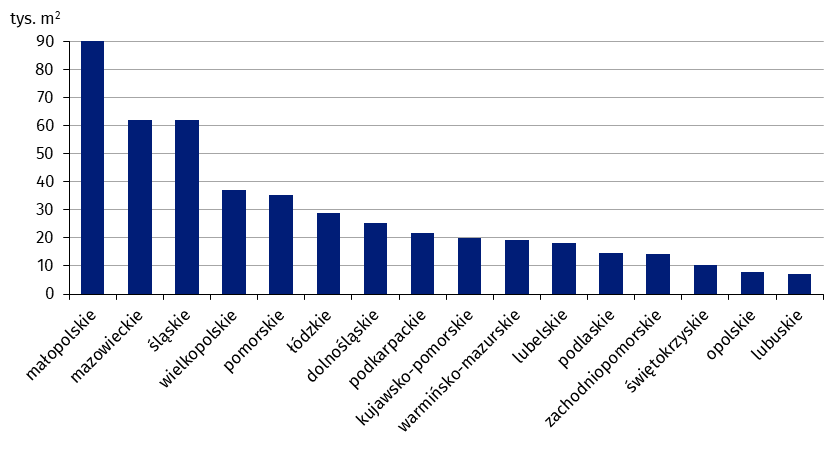 tys. m²
90
80
70
60
50
40
30
20
10
0
małopolskie
mazowieckie
śląskie
wielkopolskie
pomorskie
łódzkie
dolnośląskie
podkarpackie
kujawsko-pomorskie
warmińsko-mazurskie
lubelskie
podlaskie
zachodniopomorskie
świętokrzyskie
opolskie
lubuskie